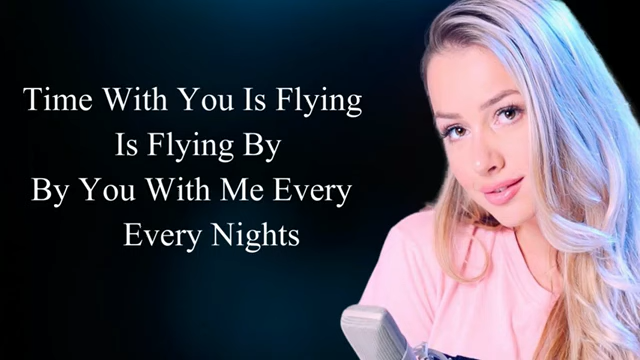 Time With You Is Flying
Is Flying By
By You With Me Every
Every Nights